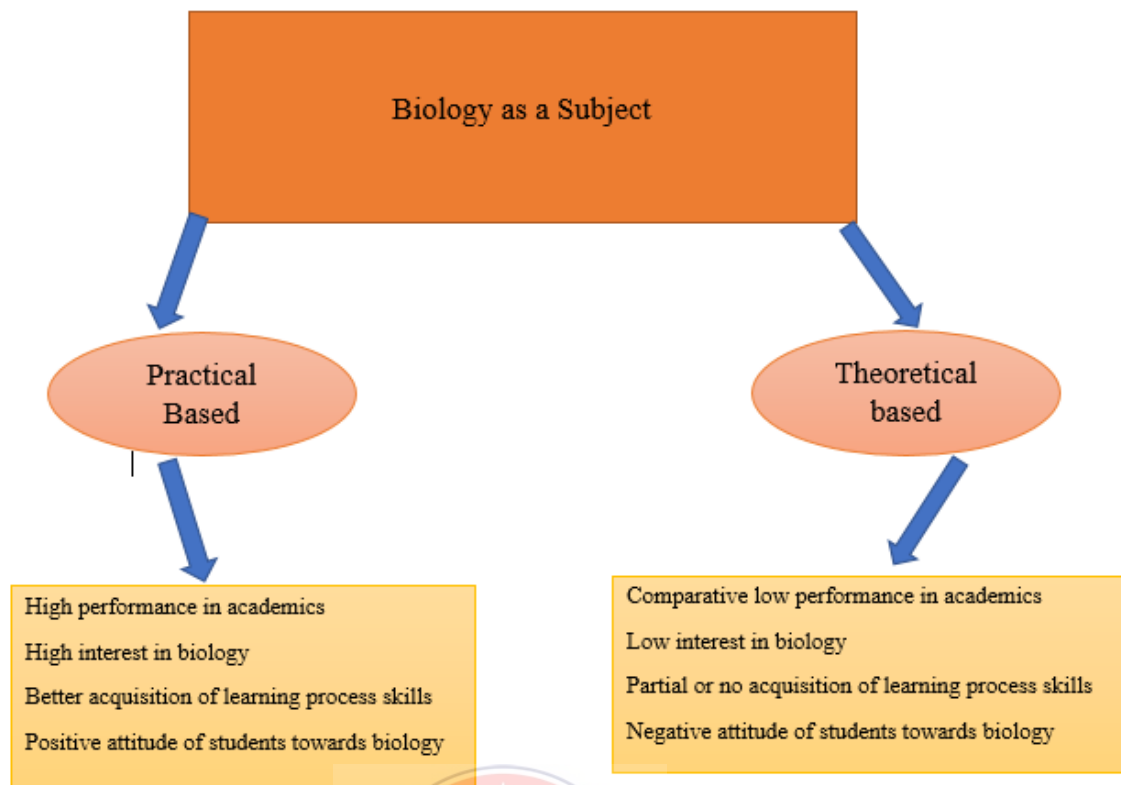 Biology as a Subject
Practical
Based
Theoretical
based
High performance in academics
High interest in biology
Better acquisition of learning process skills
Positive attitude of students towards biology
Comparative low performance in academics
Low interest in biology
Partial or no acquisition of learning process skills
Negative attitude of students towards biology